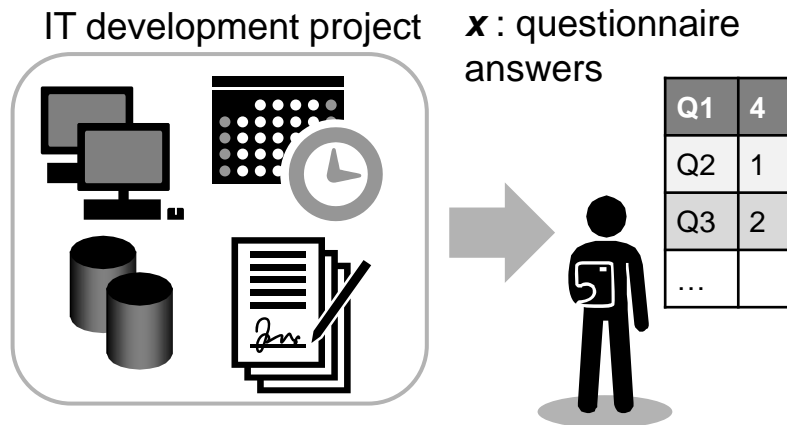 IT development project
x : questionnaire
answers
Q1 4
Q2 1
Q3 2
…